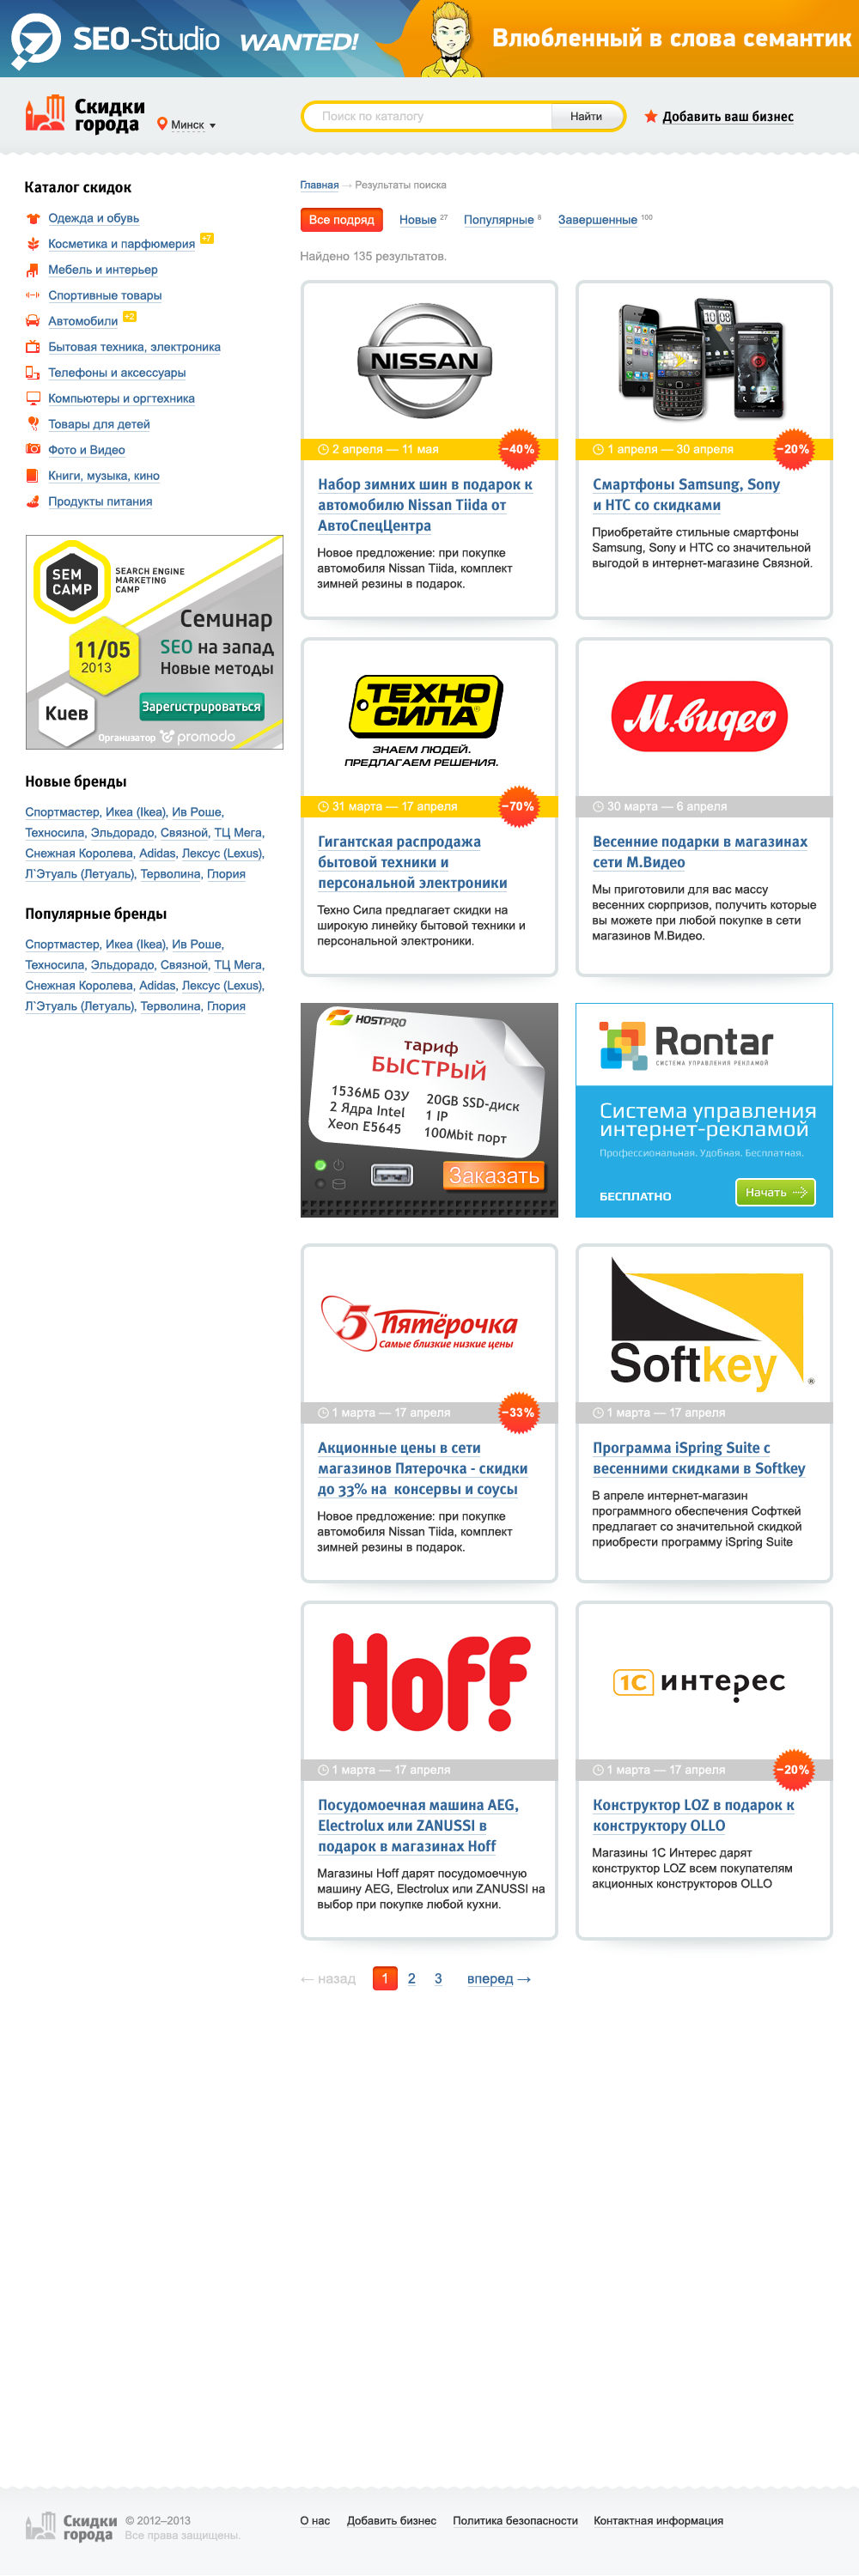 SEO-Studio WANTED! Влюбленный в слова семантик
Скидки
города
Минск
Поиск по каталогу
Найти
Добавить ваш бизнес
Каталог скидок
Одежда и обувь
Косметика и парфюмерия +7
Мебель и интерьер
Спортивные товары
Автомобили +2
Бытовая техника, электроника
Телефоны и аксессуары
Компьютеры и оргтехника
Товары для детей
Фото и Видео
Книги, музыка, кино
Продукты питания
SEM
CAMP
SEARCH ENGINE
MARKETING
CAMP
Семинар
SEO на запад
Новые методы
11/05
2013
Киев
Зарегистрироваться
Организатор promodo
Новые бренды
Спортмастер, Икеа (Ikea), Ив Роше,
Техносила, Эльдорадо, Связной, ТЦ Мега,
Снежная Королева, Adidas, Лексус (Lexus),
Л`Этуаль (Летуаль), Терволина, Глория
Популярные бренды
Спортмастер, Икеа (Ikea), Ив Роше,
Техносила, Эльдорадо, Связной, ТЦ Мега,
Снежная Королева, Adidas, Лексус (Lexus),
Л`Этуаль (Летуаль), Терволина, Глория
Главная → Результаты поиска
Все подряд Новые 27 Популярные 8 Завершенные 100
Найдено 135 результатов.
NISSAN
2 апреля — 11 мая
−40%
Набор зимних шин в подарок к
автомобилю Nissan Tiida от
АвтоСпецЦентра
Новое предложение: при покупке
автомобиля Nissan Tiida, комплект
зимней резины в подарок.
1 апреля — 30 апреля
−20%
Смартфоны Samsung, Sony
и HTC со скидками
Приобретайте стильные смартфоны
Samsung, Sony и HTC со значительной
выгодой в интернет-магазине Связной.
ТЕХНО
СИЛА®
ЗНАЕМ ЛЮДЕЙ.
ПРЕДЛАГАЕМ РЕШЕНИЯ.
31 марта — 17 апреля
−70%
Гигантская распродажа
бытовой техники и
персональной электроники
Техно Сила предлагает скидки на
широкую линейку бытовой техники и
персональной электроники.
М.видео
30 марта — 6 апреля
Весенние подарки в магазинах
сети М.Видео
Мы приготовили для вас массу
весенних сюрпризов, получить которые
вы можете при любой покупке в сети
магазинов М.Видео.
HOSTPRO
тариф
БЫСТРЫЙ
1536МБ ОЗУ
2 Ядра Intel
Xeon E5645
20GB SSD-диск
1 IP
100Mbit порт
Заказать
Rontar
СИСТЕМА УПРАВЛЕНИЯ РЕКЛАМОЙ
Система управления
интернет-рекламой
Профессиональная. Удобная. Бесплатная.
БЕСПЛАТНО
Начать
5 Пятёрочка
Самые близкие низкие цены
1 марта — 17 апреля
−33%
Акционные цены в сети
магазинов Пятерочка - скидки
до 33% на консервы и соусы
Новое предложение: при покупке
автомобиля Nissan Tiida, комплект
зимней резины в подарок.
Softkey ®
1 марта — 17 апреля
Программа iSpring Suite с
весенними скидками в Softkey
В апреле интернет-магазин
программного обеспечения Софткей
предлагает со значительной скидкой
приобрести программу iSpring Suite
Hoff
1 марта — 17 апреля
Посудомоечная машина AEG,
Electrolux или ZANUSSI в
подарок в магазинах Hoff
Магазины Hoff дарят посудомоечную
машину AEG, Electrolux или ZANUSSI на
выбор при покупке любой кухни.
1С интерес
1 марта — 17 апреля
−20%
Конструктор LOZ в подарок к
конструктору OLLO
Магазины 1С Интерес дарят
конструктор LOZ всем покупателям
акционных конструкторов OLLO
← назад 1 2 3 вперед →
Скидки
города
© 2012–2013
Все права защищены.
О нас Добавить бизнес Политика безопасности Контактная информация